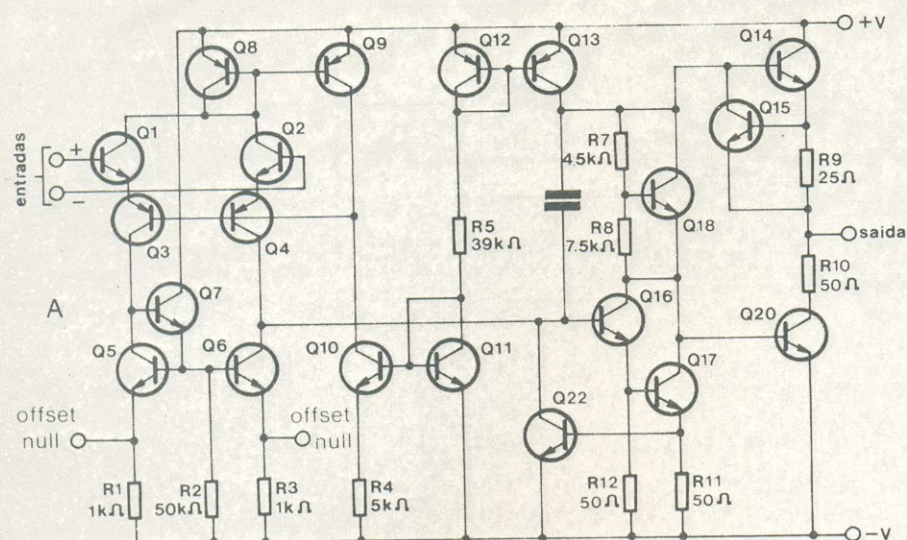 Q8
Q9
Q12
Q13
Q14
+V
Q15
Q1
Q2
entradas
+
−
R7
4.5kΩ
R9
25Ω
Q18
Q3
Q4
R5
39kΩ
R8
7.5kΩ
saida
R10
50Ω
A
Q7
Q16
Q20
Q5
Q6
Q10
Q11
Q17
Q22
offset
null
offset
null
R1
1kΩ
R2
50kΩ
R3
1kΩ
R4
5kΩ
R12
50Ω
R11
50Ω
−V